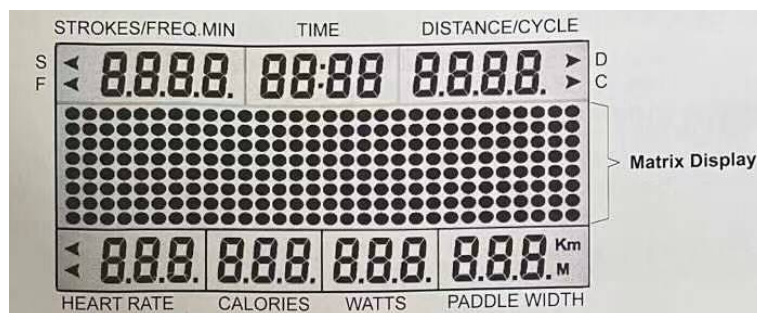 STROKES/FREQ.MIN TIME DISTANCE/CYCLE
S 8.8.8.8. 88:88 8.8.8.8. D
F C
Matrix Display
8.8.8. 8.8.8. 8.8.8. 8.8.8. Km
M
HEART RATE CALORIES WATTS PADDLE WIDTH